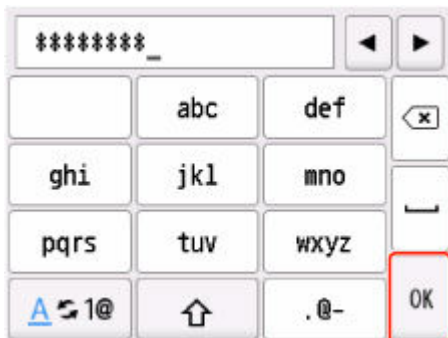 ********_
abc def
ghi jkl mno
pqrs tuv wxyz
A 1@ .@- OK